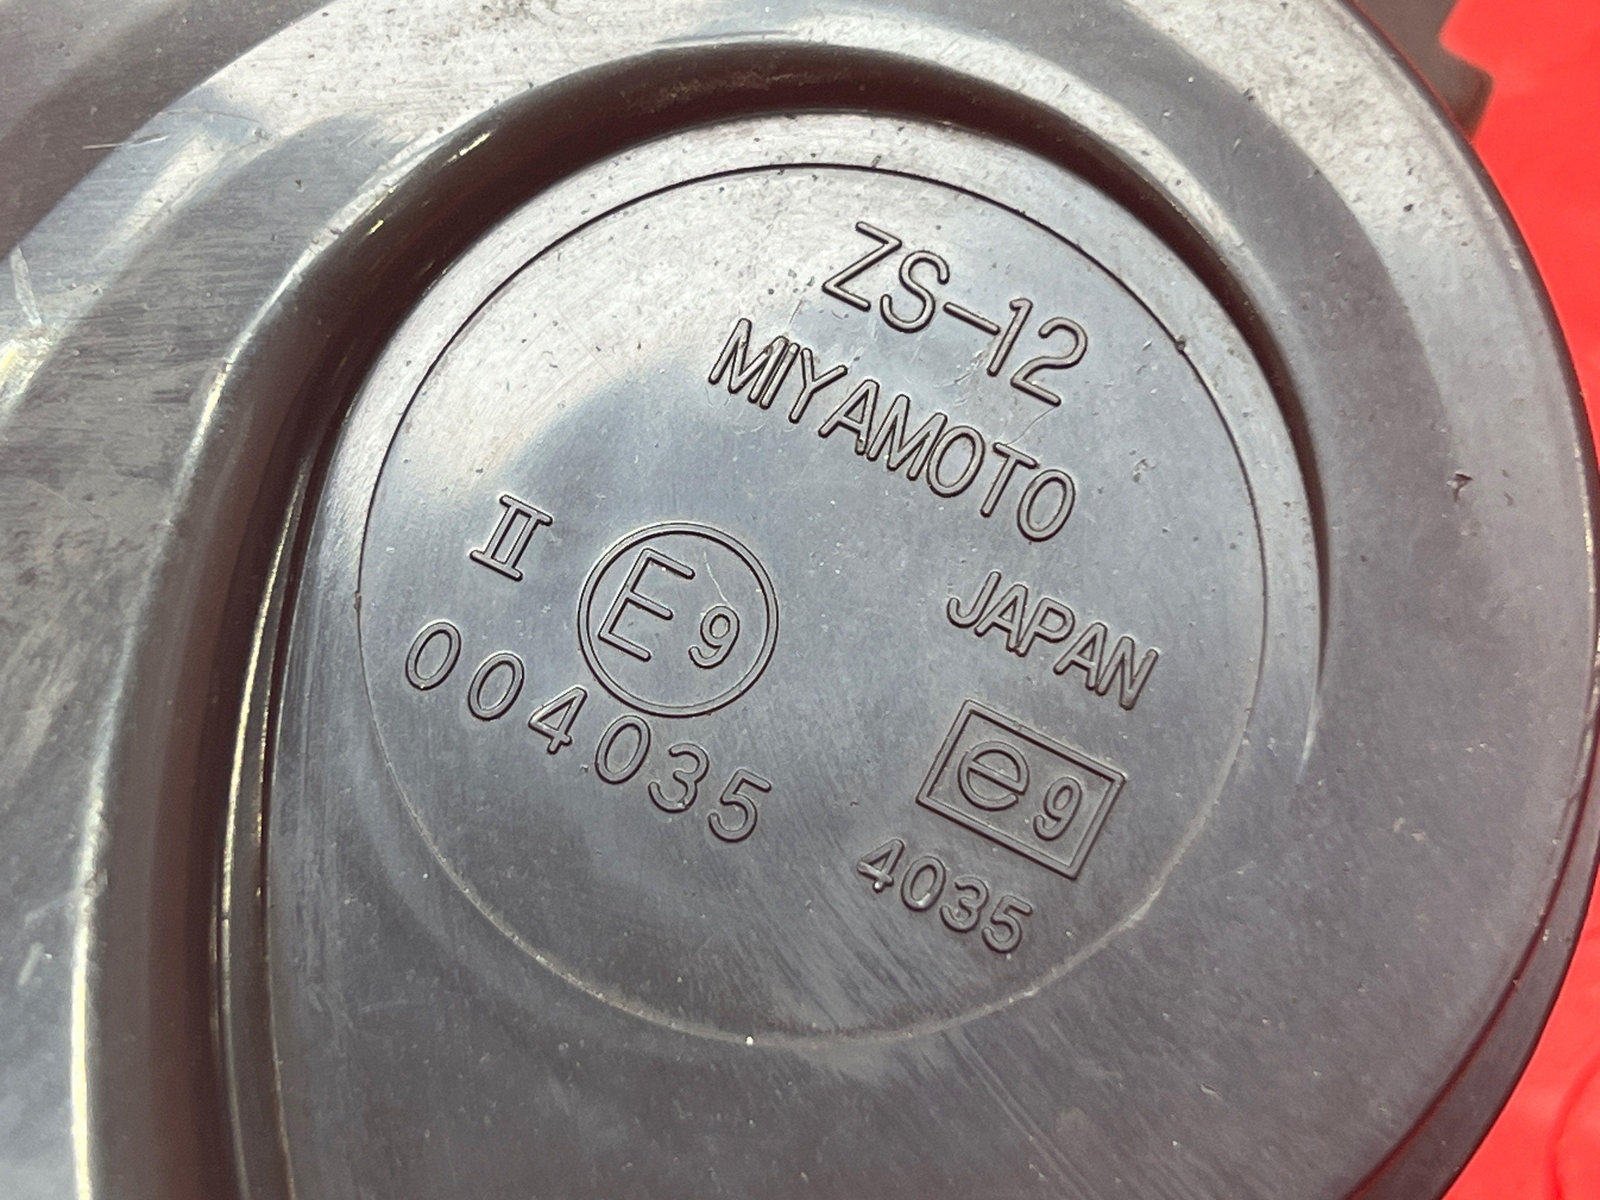 ZS-12
MIYAMOTO
II E9 JAPAN
004035 e9
4035